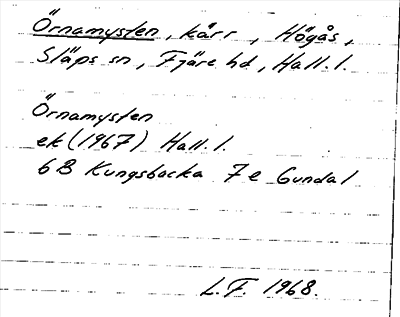 Örnamysten, kärr, Högås,
Släps sn, Fjäre hd, Hall. l.
Örnamysten
ek (1967) Hall. l.
6 B Kungsbacka 7 e Gundal
L.F. 1968.